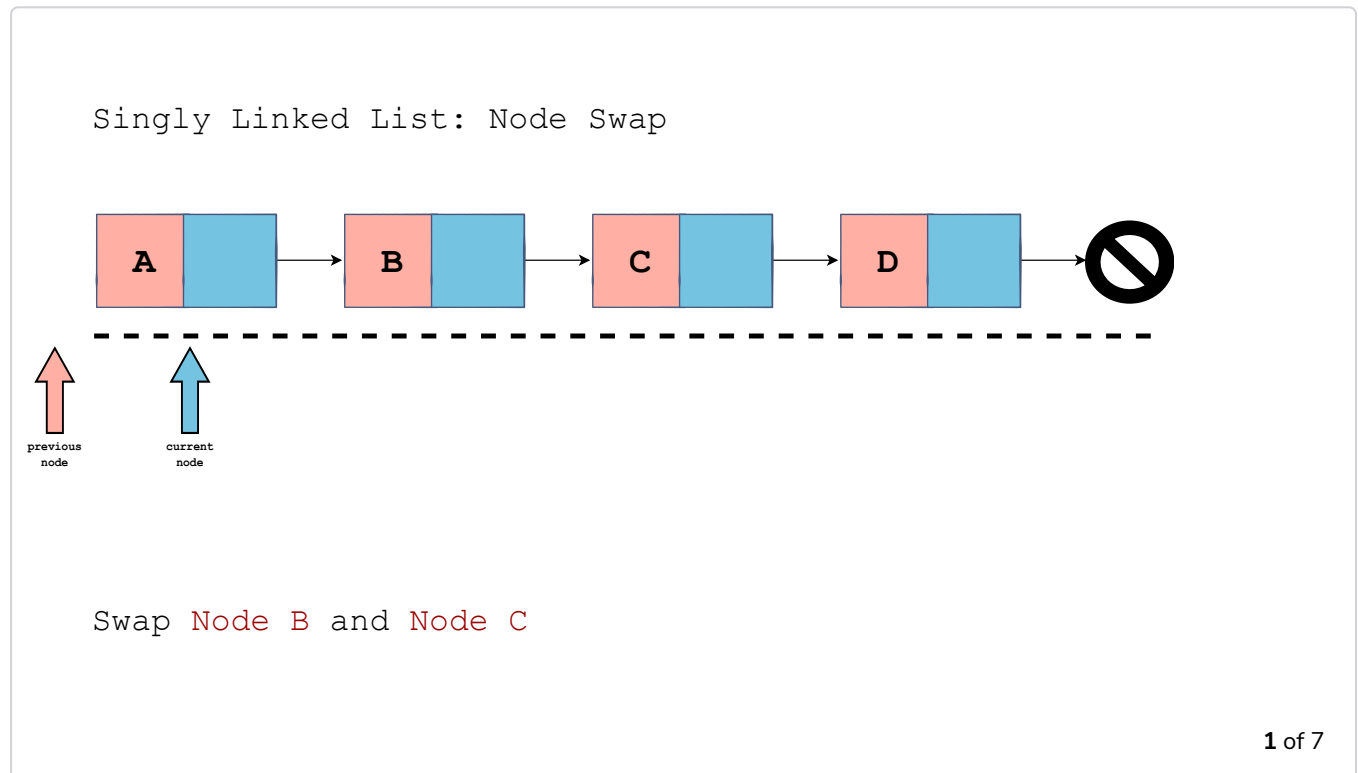 Singly Linked List: Node Swap
A
B
C
D
previous
node
current
node
Swap Node B and Node C
1 of 7